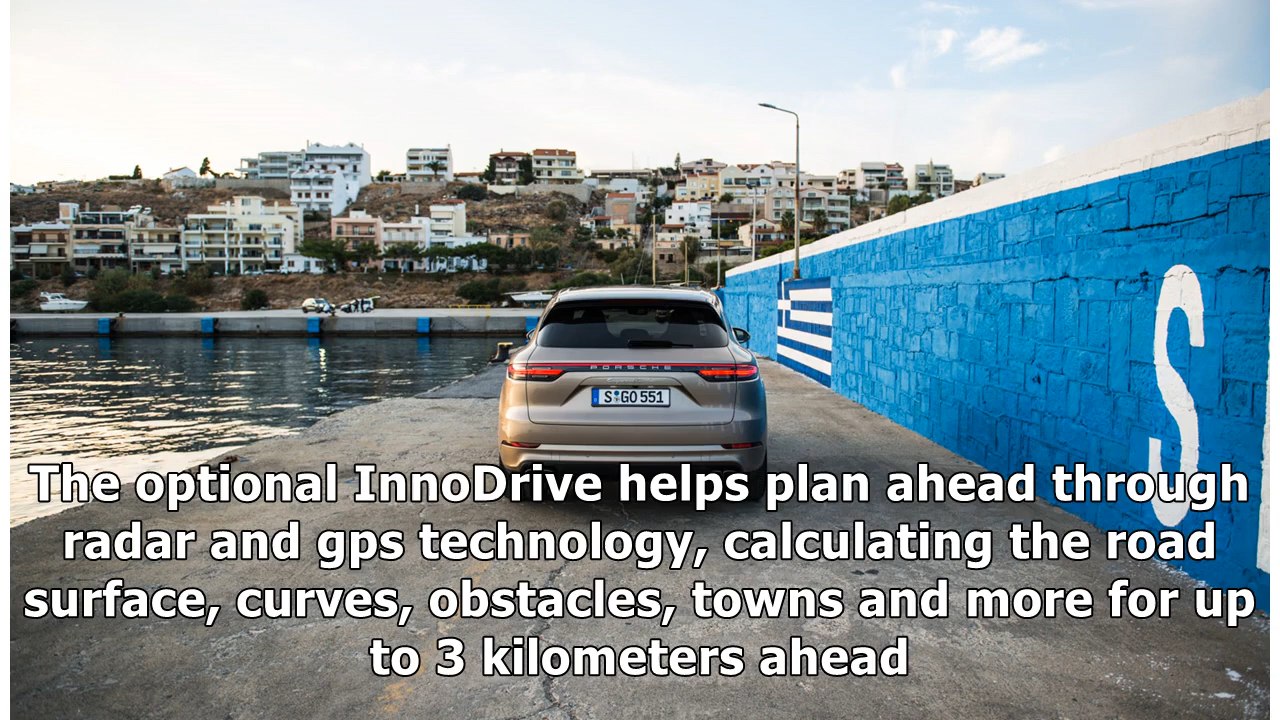 S
PORSCHE
S GO 551
The optional InnoDrive helps plan ahead through
radar and gps technology, calculating the road
surface, curves, obstacles, towns and more for up
to 3 kilometers ahead